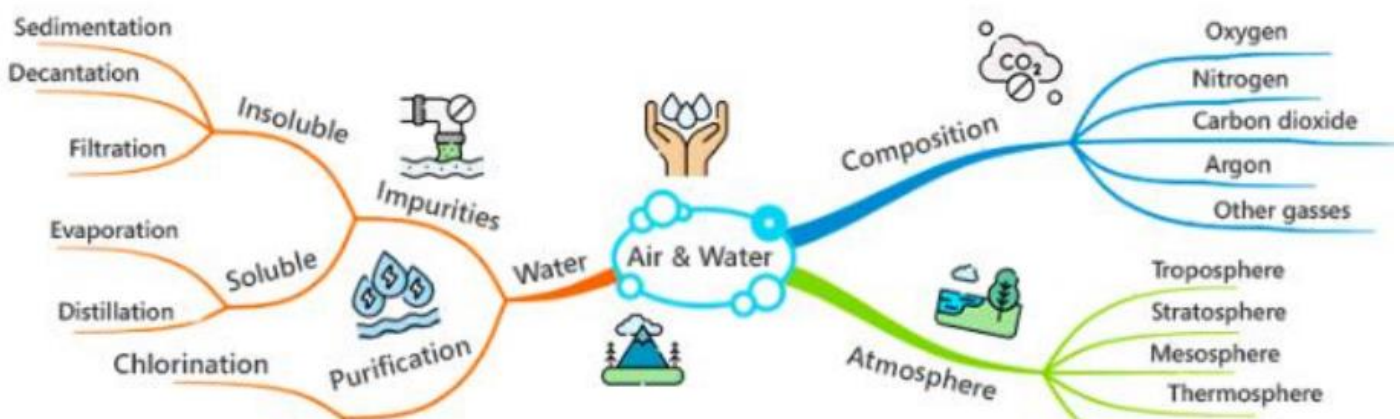 Sedimentation
Decantation
Filtration
Insoluble
Impurities
Evaporation
Distillation
Soluble
Chlorination
Purification
Water
Air & Water
Composition
CO2
Oxygen
Nitrogen
Carbon dioxide
Argon
Other gasses
Atmosphere
Troposphere
Stratosphere
Mesosphere
Thermosphere